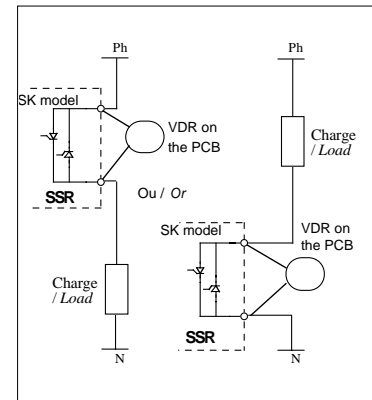 Ph
SK model
VDR on
the PCB
SSR
Charge
/ Load
N
Ou / Or
Ph
Charge
/ Load
SK model
VDR on
the PCB
SSR
N